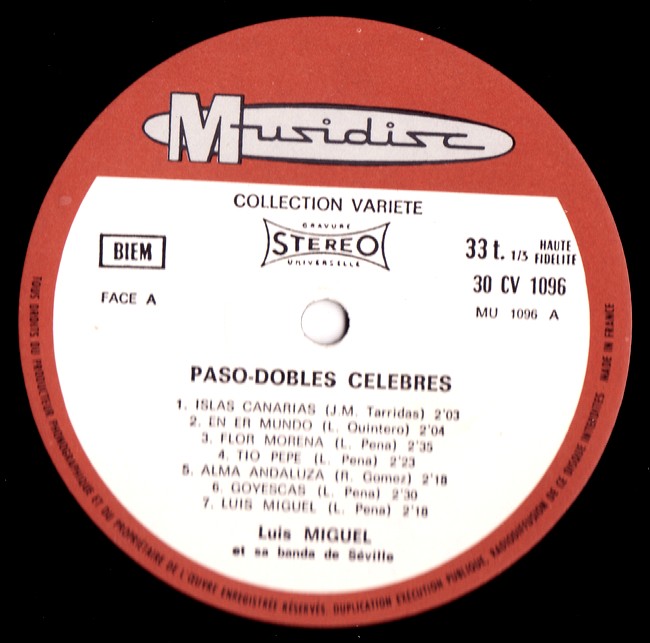 Musidisc
COLLECTION VARIETE
GRAVURE
STEREO
UNIVERSELLE
BIEM
33 t. 1/3 HAUTE FIDELITE
30 CV 1096
FACE A
MU 1096 A
PASO-DOBLES CELEBRES
1. ISLAS CANARIAS (J.M. Tarridas) 2'03
2. EN ER MUNDO (L. Quintero) 2'04
3. FLOR MORENA (L. Pena) 2'35
4. TIO PEPE (L. Pena) 2'23
5. ALMA ANDALUZA (R. Gomez) 2'18
6. GOYESCAS (L. Pena) 2'30
7. LUIS MIGUEL (L. Pena) 2'18
Luis MIGUEL
et sa banda de Séville
TOUS DROITS DU PRODUCTEUR PHONOGRAPHIQUE ET DU PROPRIETAIRE DE L'ŒUVRE ENREGISTRÉE RÉSERVÉS. DUPLICATION EXÉCUTION PUBLIQUE, RADIODIFFUSION DE CE DISQUE INTERDITES MADE IN FRANCE